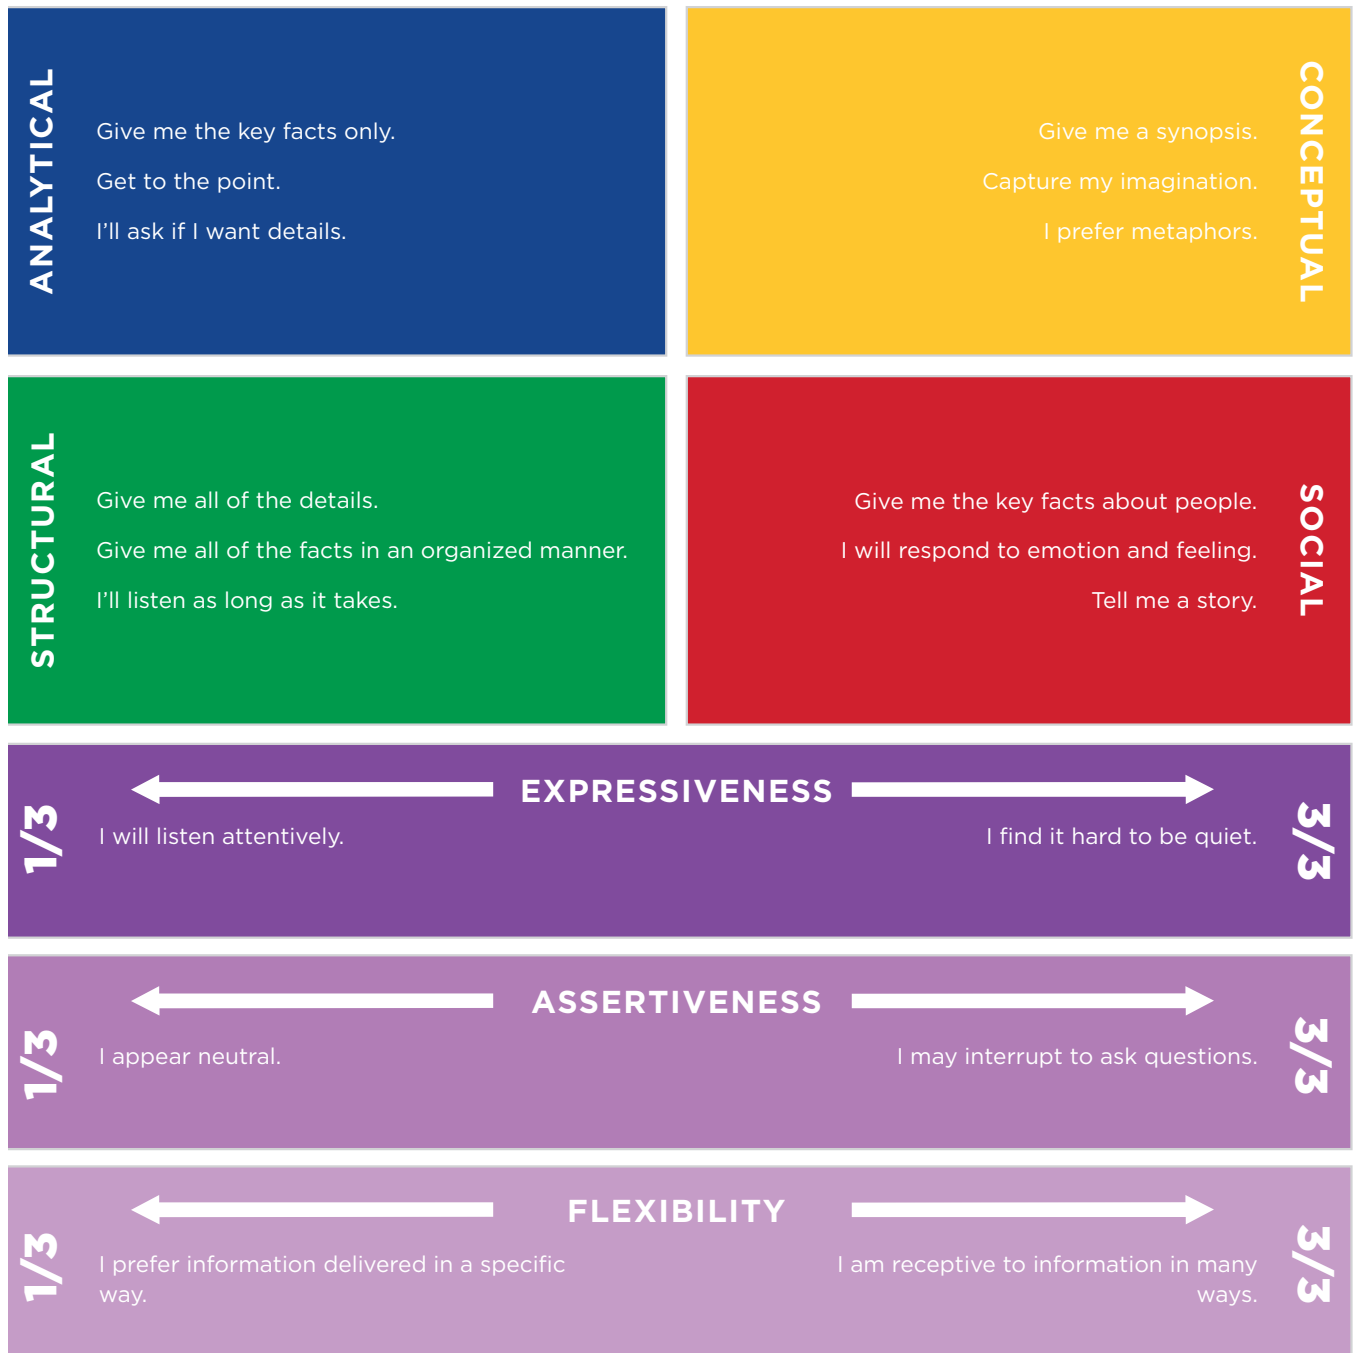 ANALYTICAL
Give me the key facts only.
Get to the point.
I’ll ask if I want details.
CONCEPTUAL
Give me a synopsis.
Capture my imagination.
I prefer metaphors.
STRUCTURAL
Give me all of the details.
Give me all of the facts in an organized manner.
I’ll listen as long as it takes.
SOCIAL
Give me the key facts about people.
I will respond to emotion and feeling.
Tell me a story.
EXPRESSIVENESS
1/3
I will listen attentively.
I find it hard to be quiet.
3/3
ASSERTIVENESS
1/3
I appear neutral.
I may interrupt to ask questions.
3/3
FLEXIBILITY
1/3
I prefer information delivered in a specific
way.
I am receptive to information in many
ways.
3/3